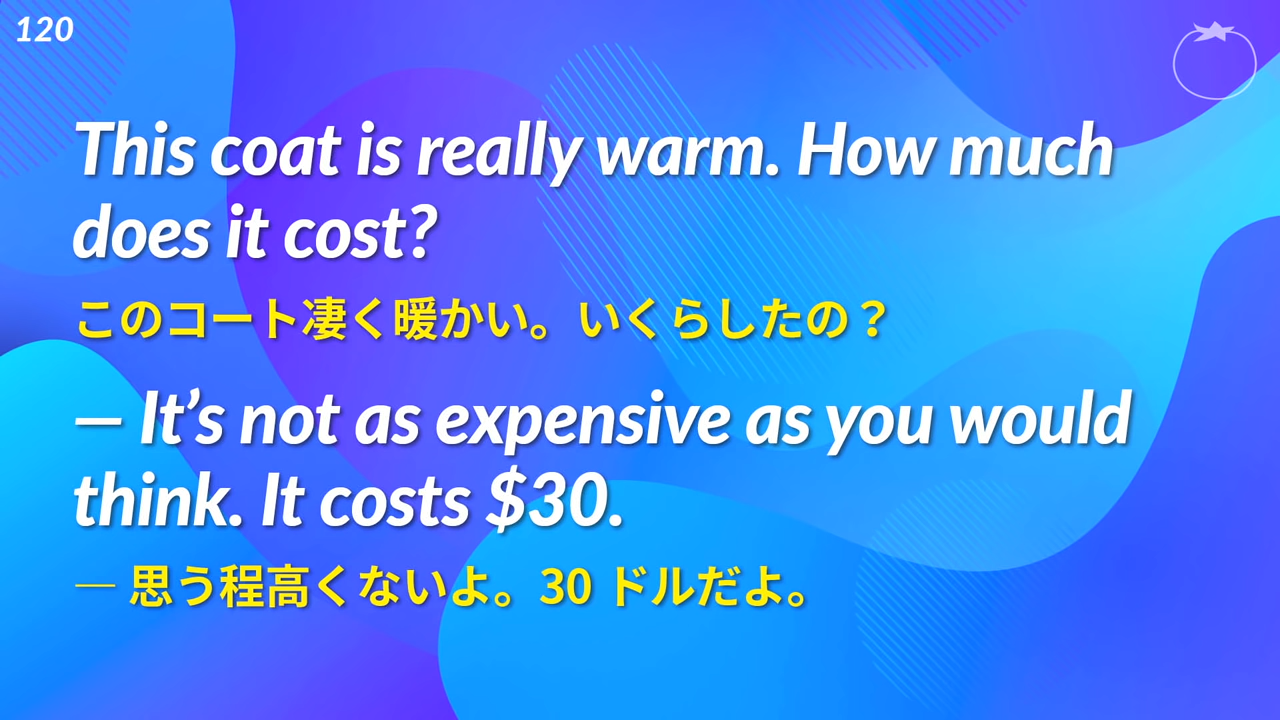 120
This coat is really warm. How much
does it cost?
このコート凄く暖かい。いくらしたの？
— It’s not as expensive as you would
think. It costs $30.
— 思う程高くないよ。30 ドルだよ。